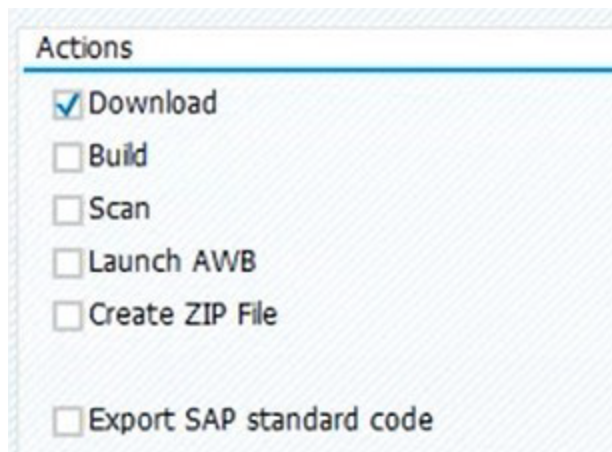 Actions
Download
Build
Scan
Launch AWB
Create ZIP File
Export SAP standard code